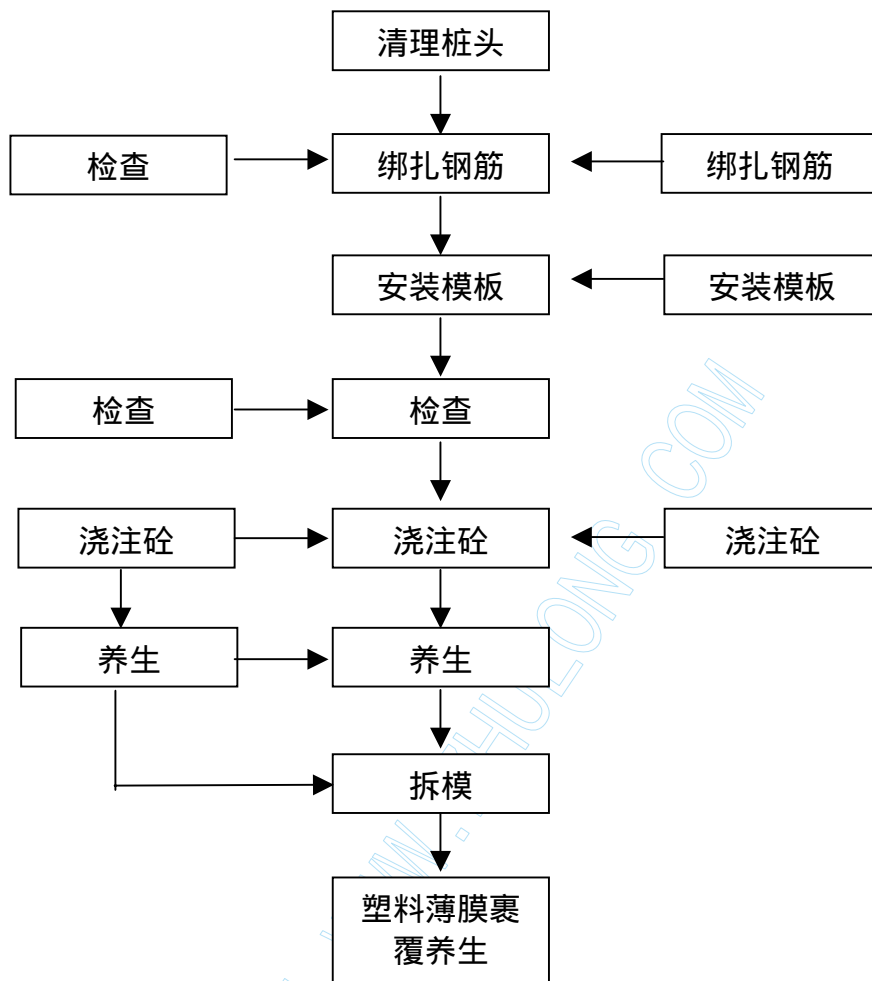 清理桩头
检查
绑扎钢筋
绑扎钢筋
安装模板
安装模板
检查
检查
浇注砼
浇注砼
浇注砼
养生
养生
拆模
塑料薄膜裹
覆养生